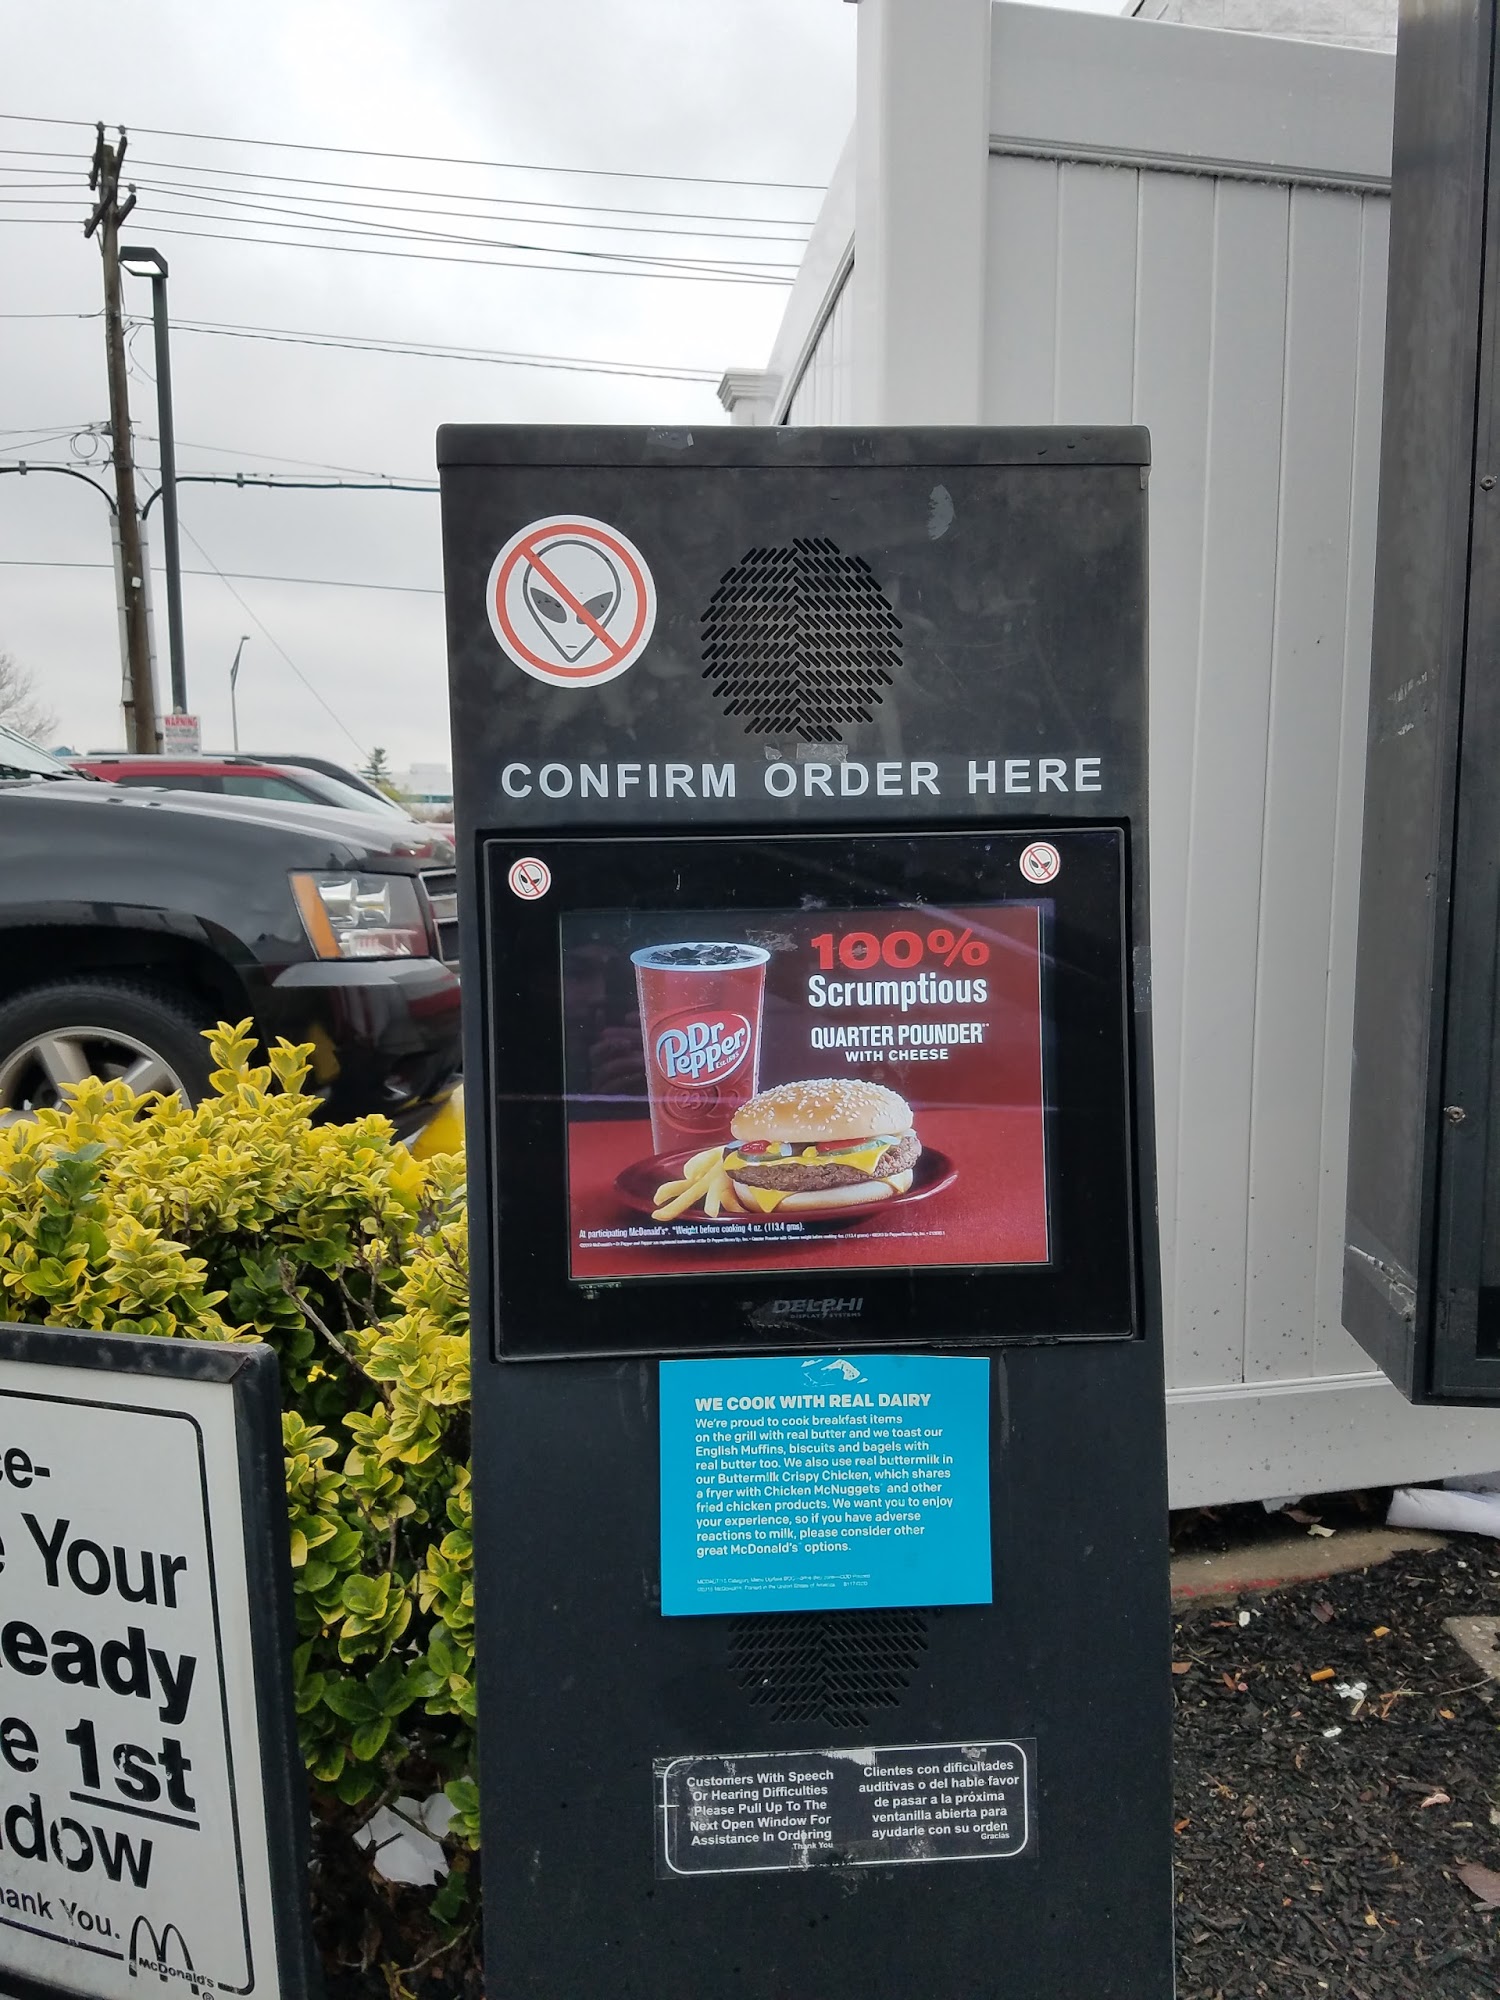 WARNING
CONFIRM ORDER HERE
100%
Scrumptious
QUARTER POUNDER
WITH CHEESE
Dr
Pepper
23
At participating McDonald's®. *Weight before cooking 4 oz. (113.4 gms).
DELPHI
DISPLAY SYSTEMS
WE COOK WITH REAL DAIRY
We're proud to cook breakfast items
on the grill with real butter and we toast our
English Muffins, biscuits and bagels with
real butter too. We also use real buttermilk in
our Buttermilk Crispy Chicken, which shares
a fryer with Chicken McNuggets® and other
fried chicken products. We want you to enjoy
your experience, so if you have adverse
reactions to milk, please consider other
great McDonald's® options.
Customers With Speech
Or Hearing Difficulties
Please Pull Up To The
Next Open Window For
Assistance In Ordering
Thank You
Clientes con dificultades
auditivas o del hable favor
de pasar a la próxima
ventanilla abierta para
ayudarle con su orden
Gracias
e-
Your
eady
e 1st
dow
hank You.
McDonald's